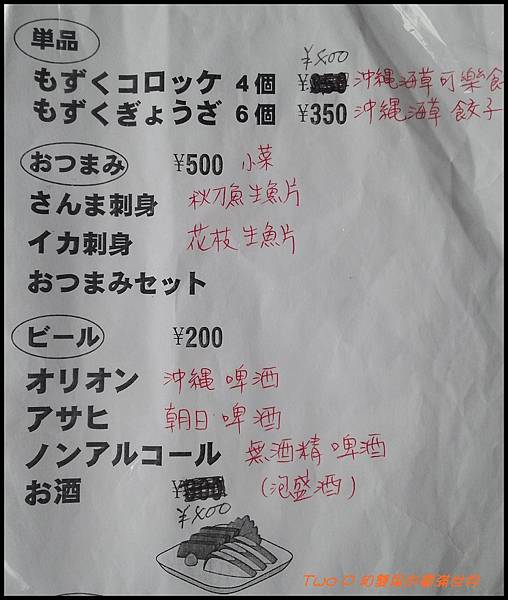 単品
¥400
もずくコロッケ 4個 ¥350 沖縄海草可樂餅
もずくぎょうざ 6個 ¥350 沖縄海草 餃子
おつまみ ¥500 小菜
さんま刺身 秋刀魚生魚片
イカ刺身 花枝生魚片
おつまみセット
ビール ¥200
オリオン 沖縄 啤酒
アサヒ 朝日 啤酒
ノンアルコール 無酒精 啤酒
お酒 (泡盛酒)
¥400
Two P